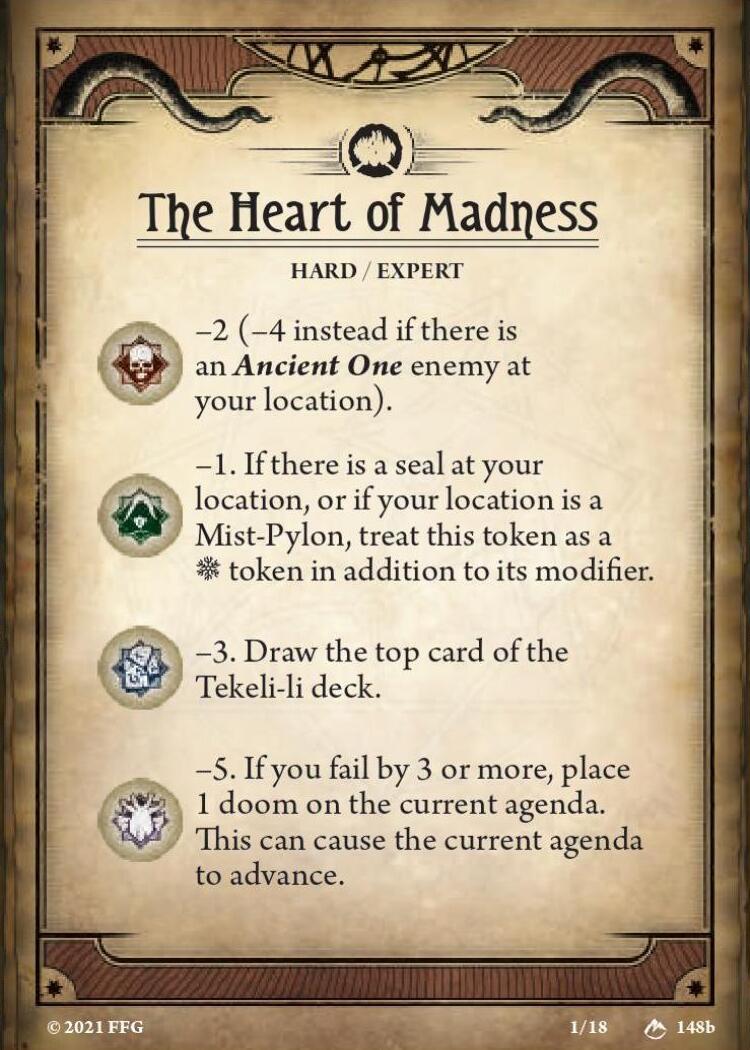 The Heart of Madness
HARD / EXPERT
–2 (–4 instead if there is
an Ancient One enemy at
your location).
–1. If there is a seal at your
location, or if your location is a
Mist-Pylon, treat this token as a
token in addition to its modifier.
–3. Draw the top card of the
Tekeli-li deck.
–5. If you fail by 3 or more, place
1 doom on the current agenda.
This can cause the current agenda
to advance.
© 2021 FFG
1/18
148b